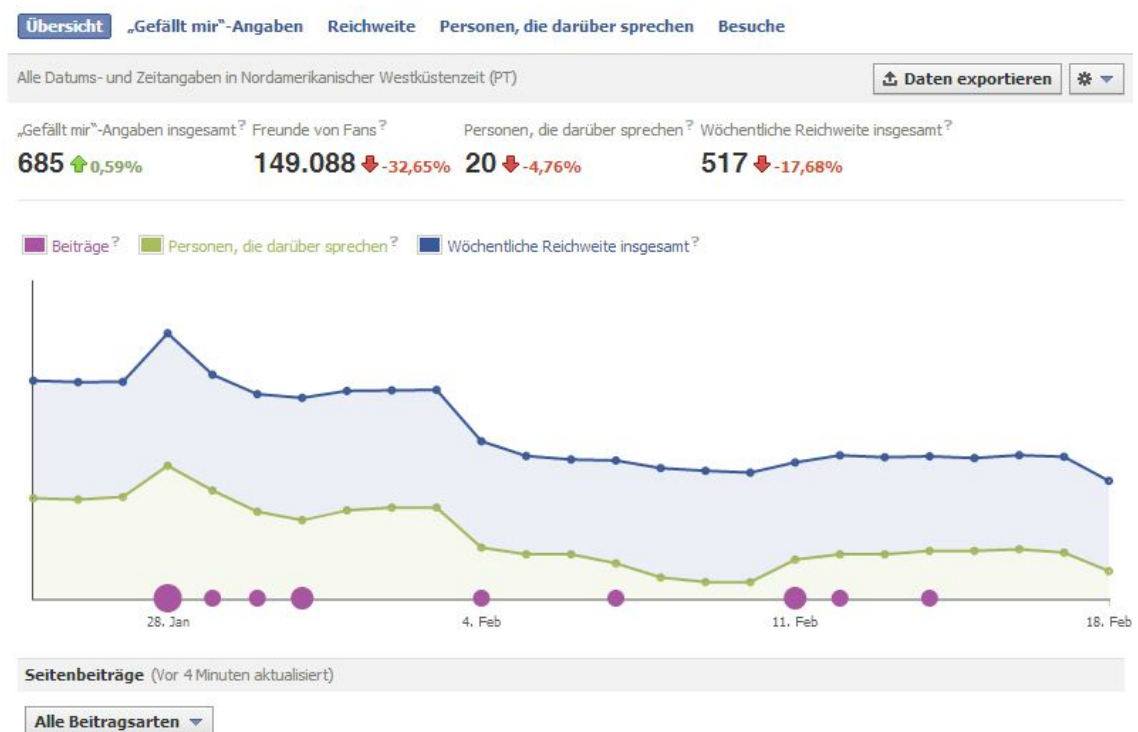 Übersicht „Gefällt mir"-Angaben Reichweite Personen, die darüber sprechen Besuche
Alle Datums- und Zeitangaben in Nordamerikanischer Westküstenzeit (PT) Daten exportieren
„Gefällt mir"-Angaben insgesamt? Freunde von Fans? Personen, die darüber sprechen? Wöchentliche Reichweite insgesamt?
685 0,59% 149.088 -32,65% 20 -4,76% 517 -17,68%
Beiträge? Personen, die darüber sprechen? Wöchentliche Reichweite insgesamt?
28. Jan 4. Feb 11. Feb 18. Feb
Seitenbeiträge (Vor 4 Minuten aktualisiert)
Alle Beitragsarten